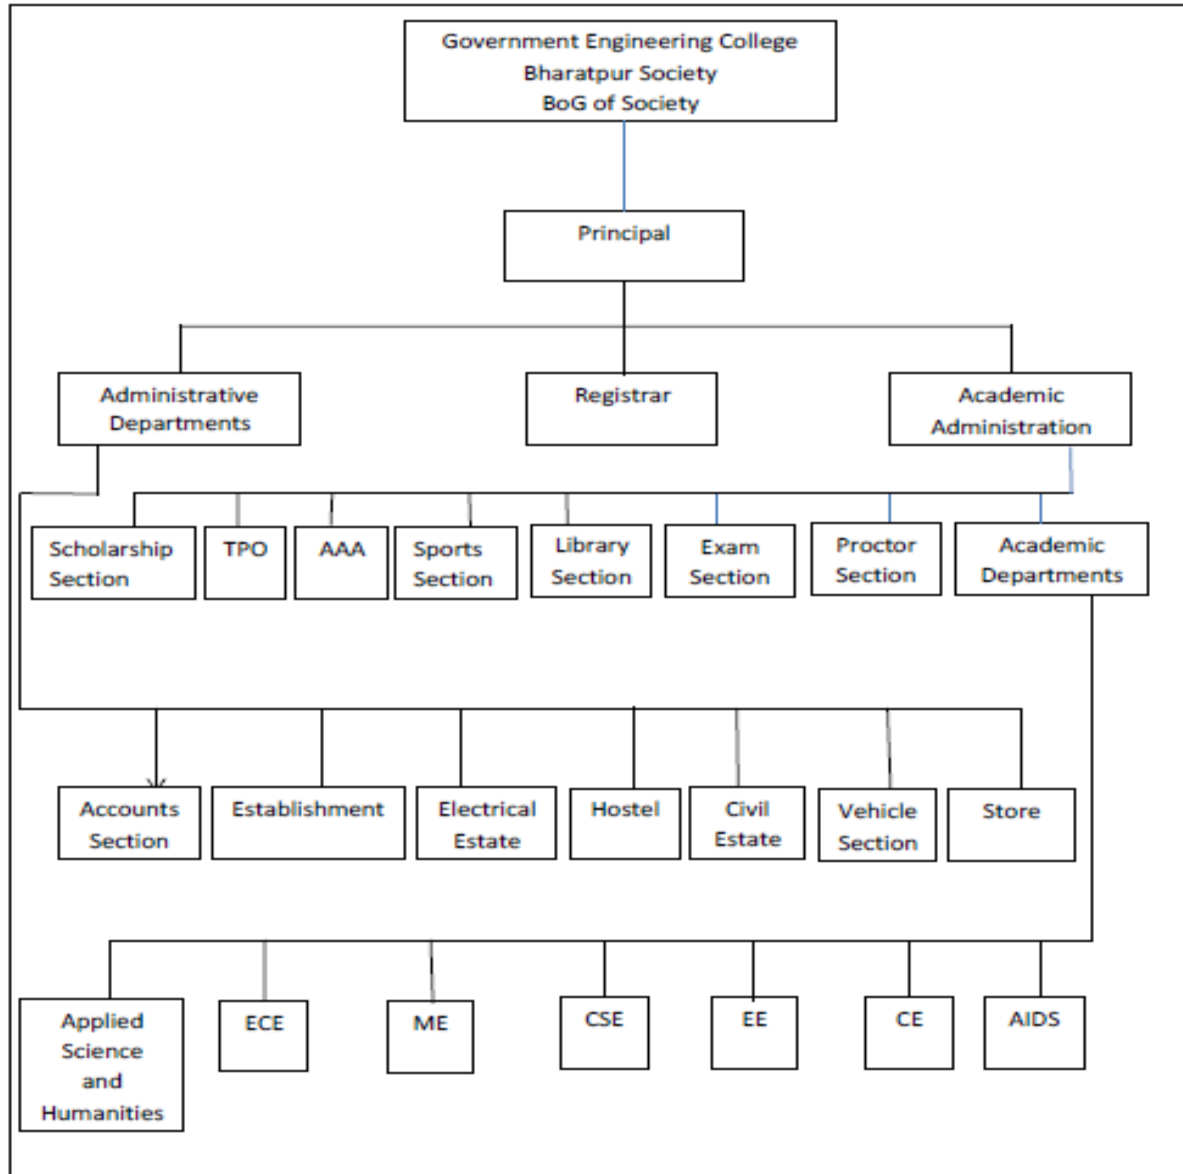 Government Engineering College
Bharatpur Society
BoG of Society
Principal
Administrative
Departments
Registrar
Academic
Administration
Scholarship
Section
TPO
AAA
Sports
Section
Library
Section
Exam
Section
Proctor
Section
Academic
Departments
Accounts
Section
Establishment
Electrical
Estate
Hostel
Civil
Estate
Vehicle
Section
Store
Applied
Science
and
Humanities
ECE
ME
CSE
EE
CE
AIDS